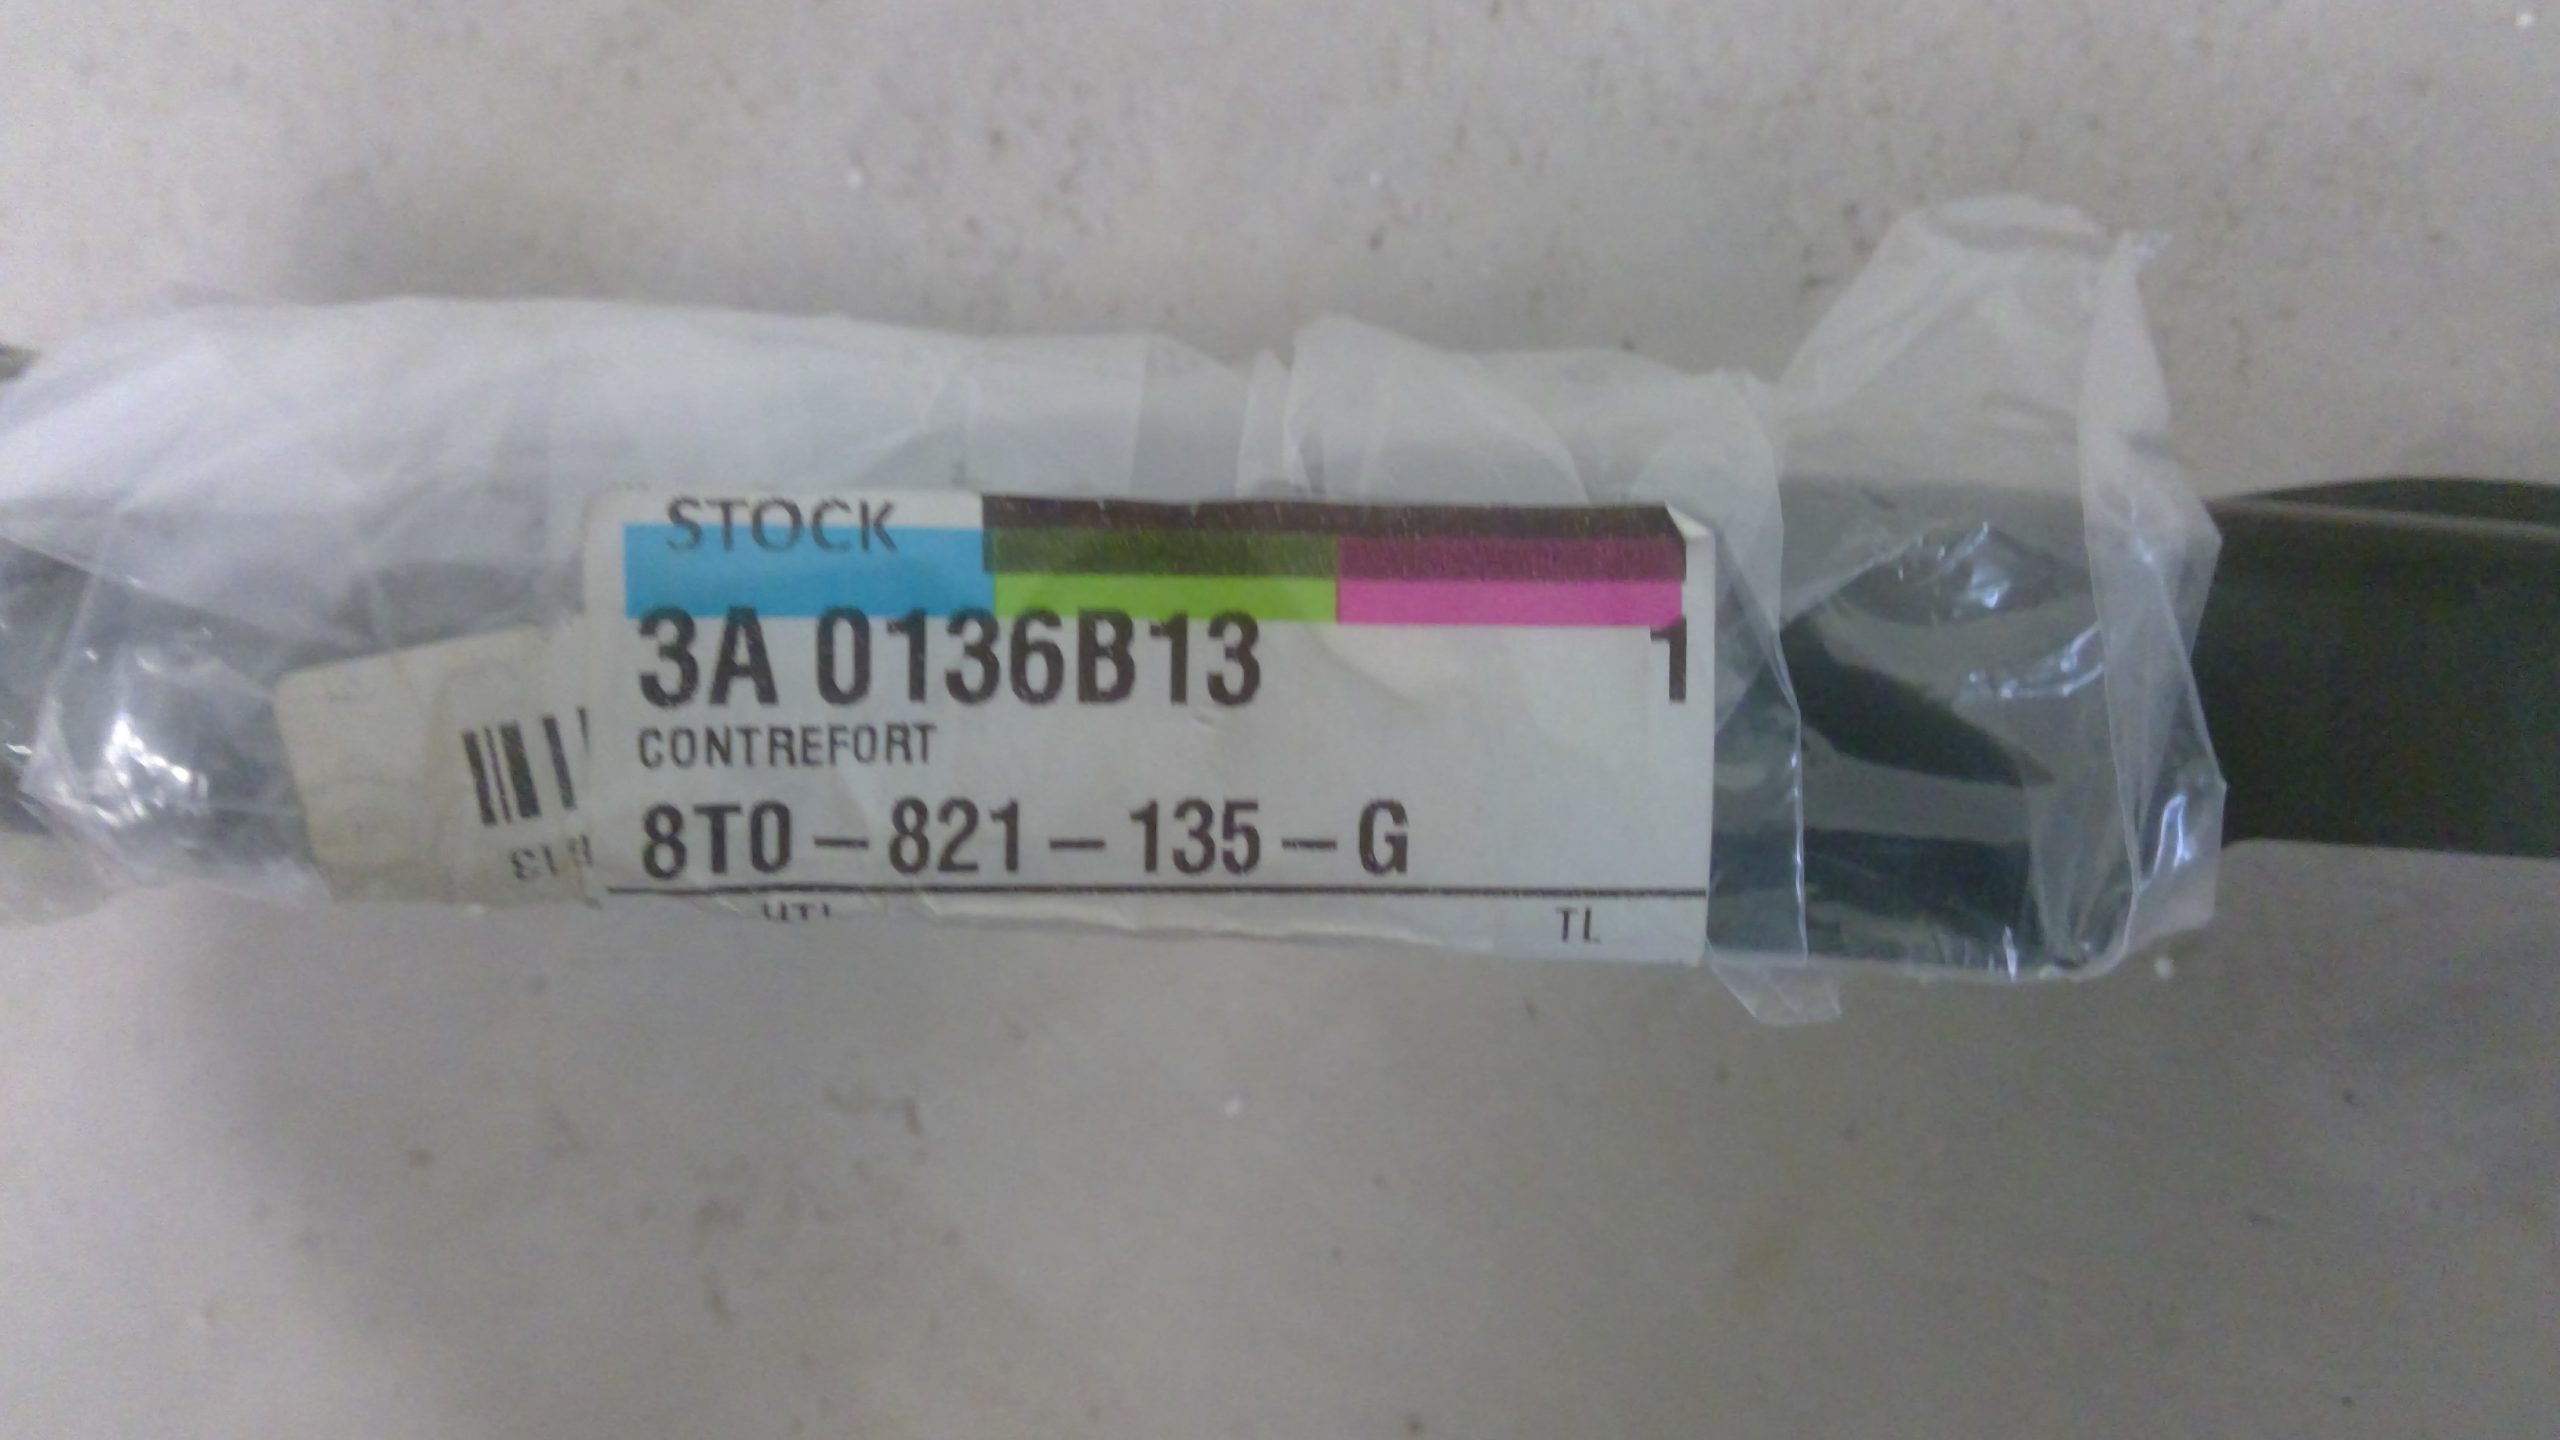 STOCK
3A 0136B13 1
CONTREFORT
8T0-821-135-G
TL